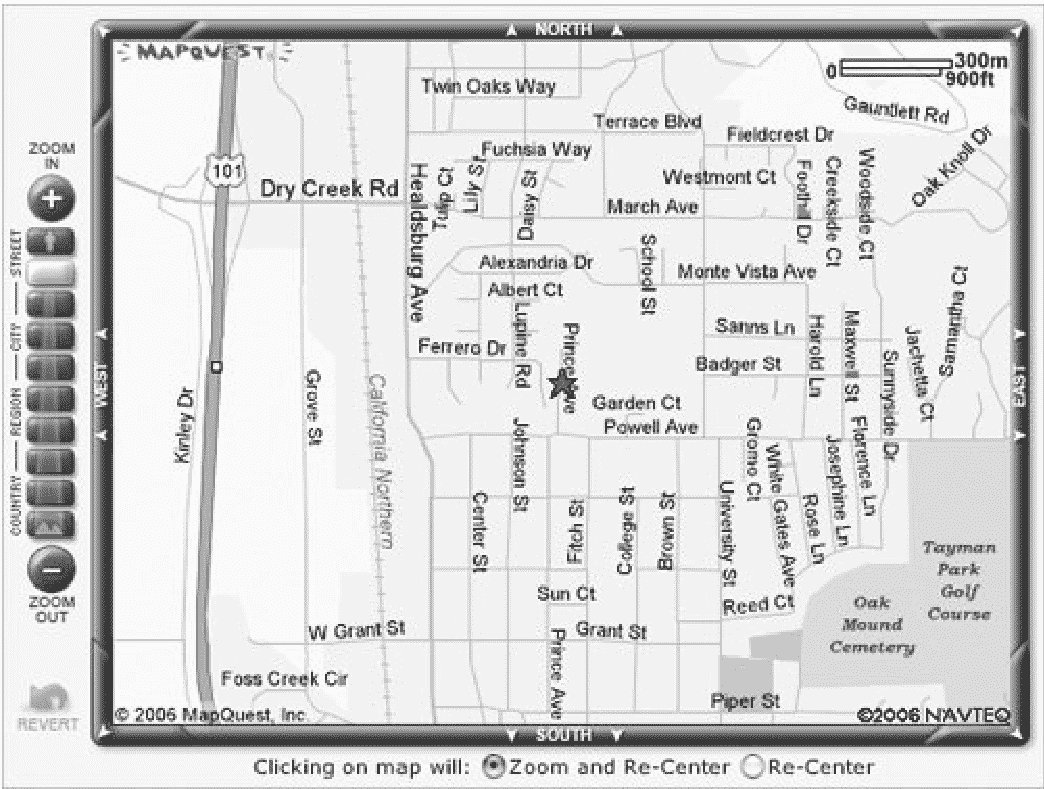 NORTH
MAPQUEST
300m
0
900ft
Twin Oaks Way
Gauntlett Rd
Terrace Blvd
Fieldcrest Dr
Oak Knoll Dr
ZOOM
IN
Fuchsia Way
101
Dry Creek Rd
Healdsburg Ave
Tulip Ct
Lily St
Daisy St
Westmont Ct
Foothill Dr
Creekside Ct
Woodside Ct
March Ave
STREET
CITY
REGION
COUNTRY
Alexandria Dr
School St
Monte Vista Ave
Albert Ct
Samantha Ct
Lupine Rd
Prince Ave
Sanns Ln
Harold Ln
Maxwell St
Jachetta Ct
Ferrero Dr
Badger St
Sunnyside Dr
WEST
EAST
Kinley Dr
Grove St
California Northern
Garden Ct
Powell Ave
Johnson St
Gromo Ct
White Gates Ave
Josephine Ln
Florence Ln
Center St
Fitch St
College St
Brown St
University St
Rose Ln
Tayman
Park
Golf
Course
ZOOM
OUT
Sun Ct
Reed Ct
Oak
Mound
Cemetery
W Grant St
Grant St
Prince Ave
Foss Creek Cir
Piper St
REVERT
© 2006 MapQuest, Inc.
©2006 NAVTEQ
SOUTH
Clicking on map will: Zoom and Re-Center Re-Center